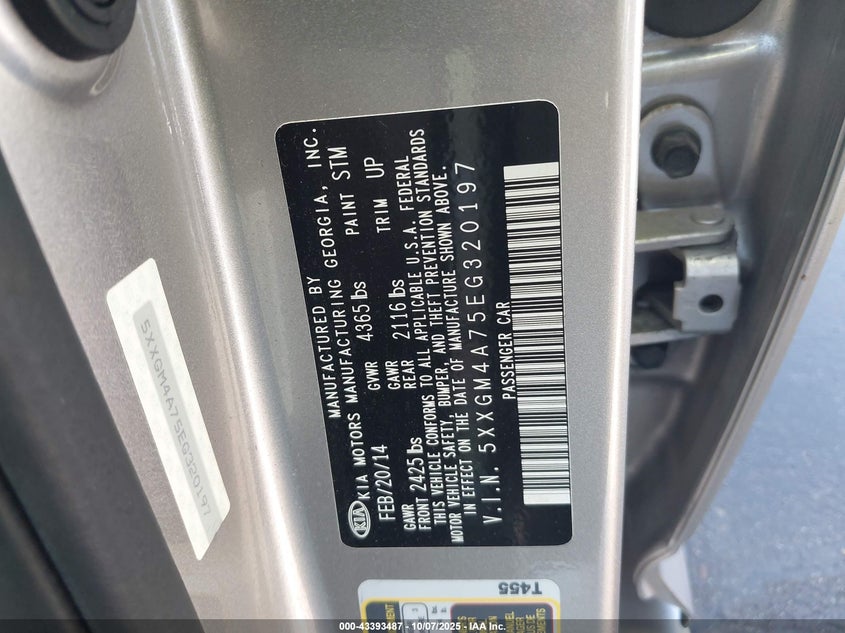 MANUFACTURED BY
KIA KIA MOTORS MANUFACTURING GEORGIA, INC.
FEB/20/14 GVWR 4365 lbs PAINT STM
GAWR FRONT 2425 lbs GAWR REAR 2116 lbs TRIM UP
THIS VEHICLE CONFORMS TO ALL APPLICABLE U.S.A. FEDERAL
MOTOR VEHICLE SAFETY, BUMPER, AND THEFT PREVENTION STANDARDS
IN EFFECT ON THE DATE OF MANUFACTURE SHOWN ABOVE.
V.I.N. 5XXGM4A75EG320197
PASSENGER CAR
5XXGM4A75EG320197
T455
000-43393487 - 10/07/2025 - IAA Inc.